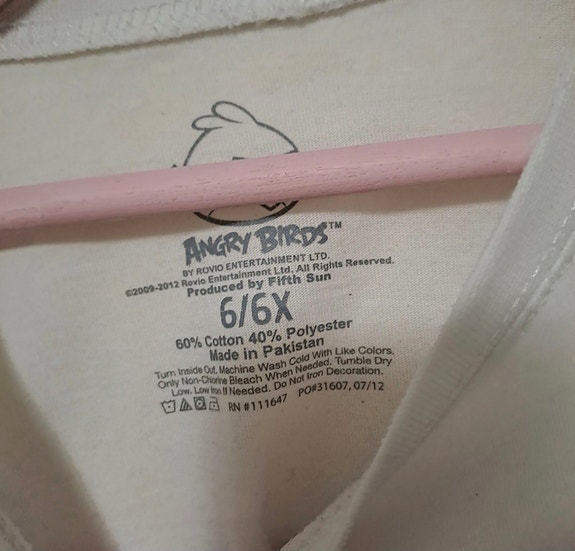 ANGRY BIRDS™
BY ROVIO ENTERTAINMENT LTD.
©2009-2012 Rovio Entertainment Ltd. All Rights Reserved.
Produced by Fifth Sun
6/6X
60% Cotton 40% Polyester
Made in Pakistan
Turn Inside Out. Machine Wash Cold With Like Colors.
Only Non-Chlorine Bleach When Needed. Tumble Dry
Low. Low Iron If Needed. Do Not Iron Decoration.
RN #111647 PO#31607, 07/12